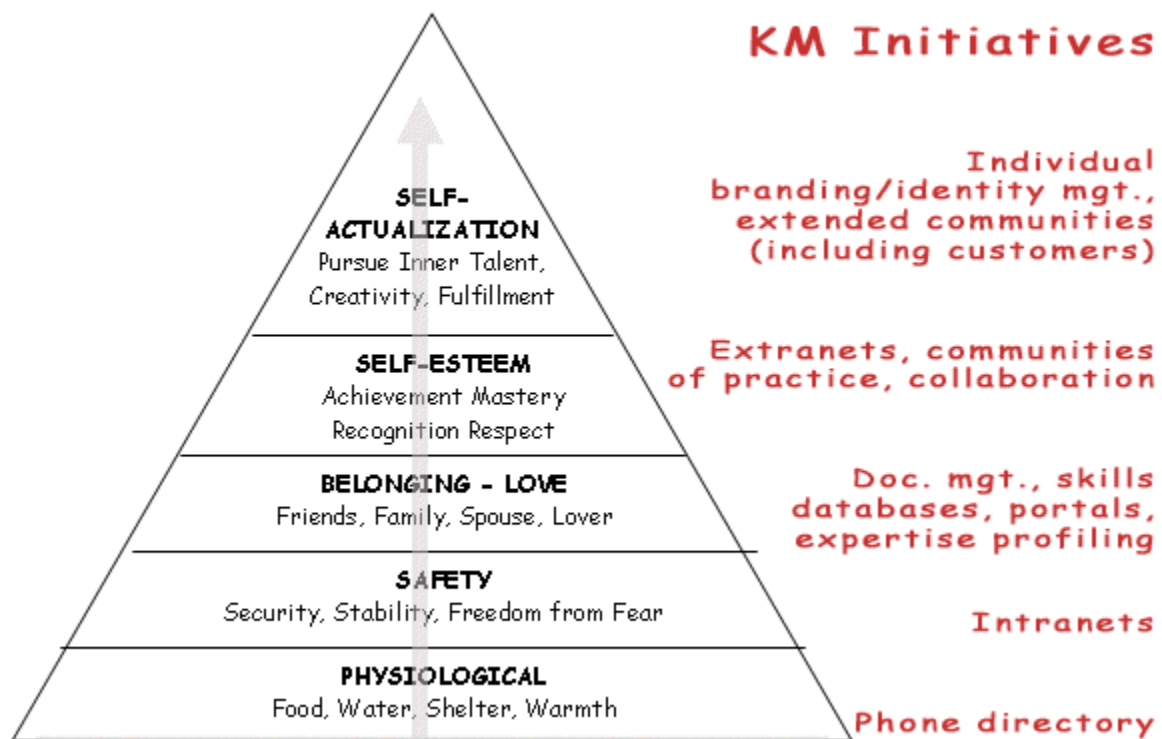 KM Initiatives
SELF-
ACTUALIZATION
Pursue Inner Talent,
Creativity, Fulfillment
Individual
branding/identity mgt.,
extended communities
(including customers)
SELF-ESTEEM
Achievement Mastery
Recognition Respect
Extranets, communities
of practice, collaboration
BELONGING - LOVE
Friends, Family, Spouse, Lover
Doc. mgt., skills
databases, portals,
expertise profiling
SAFETY
Security, Stability, Freedom from Fear
Intranets
PHYSIOLOGICAL
Food, Water, Shelter, Warmth
Phone directory